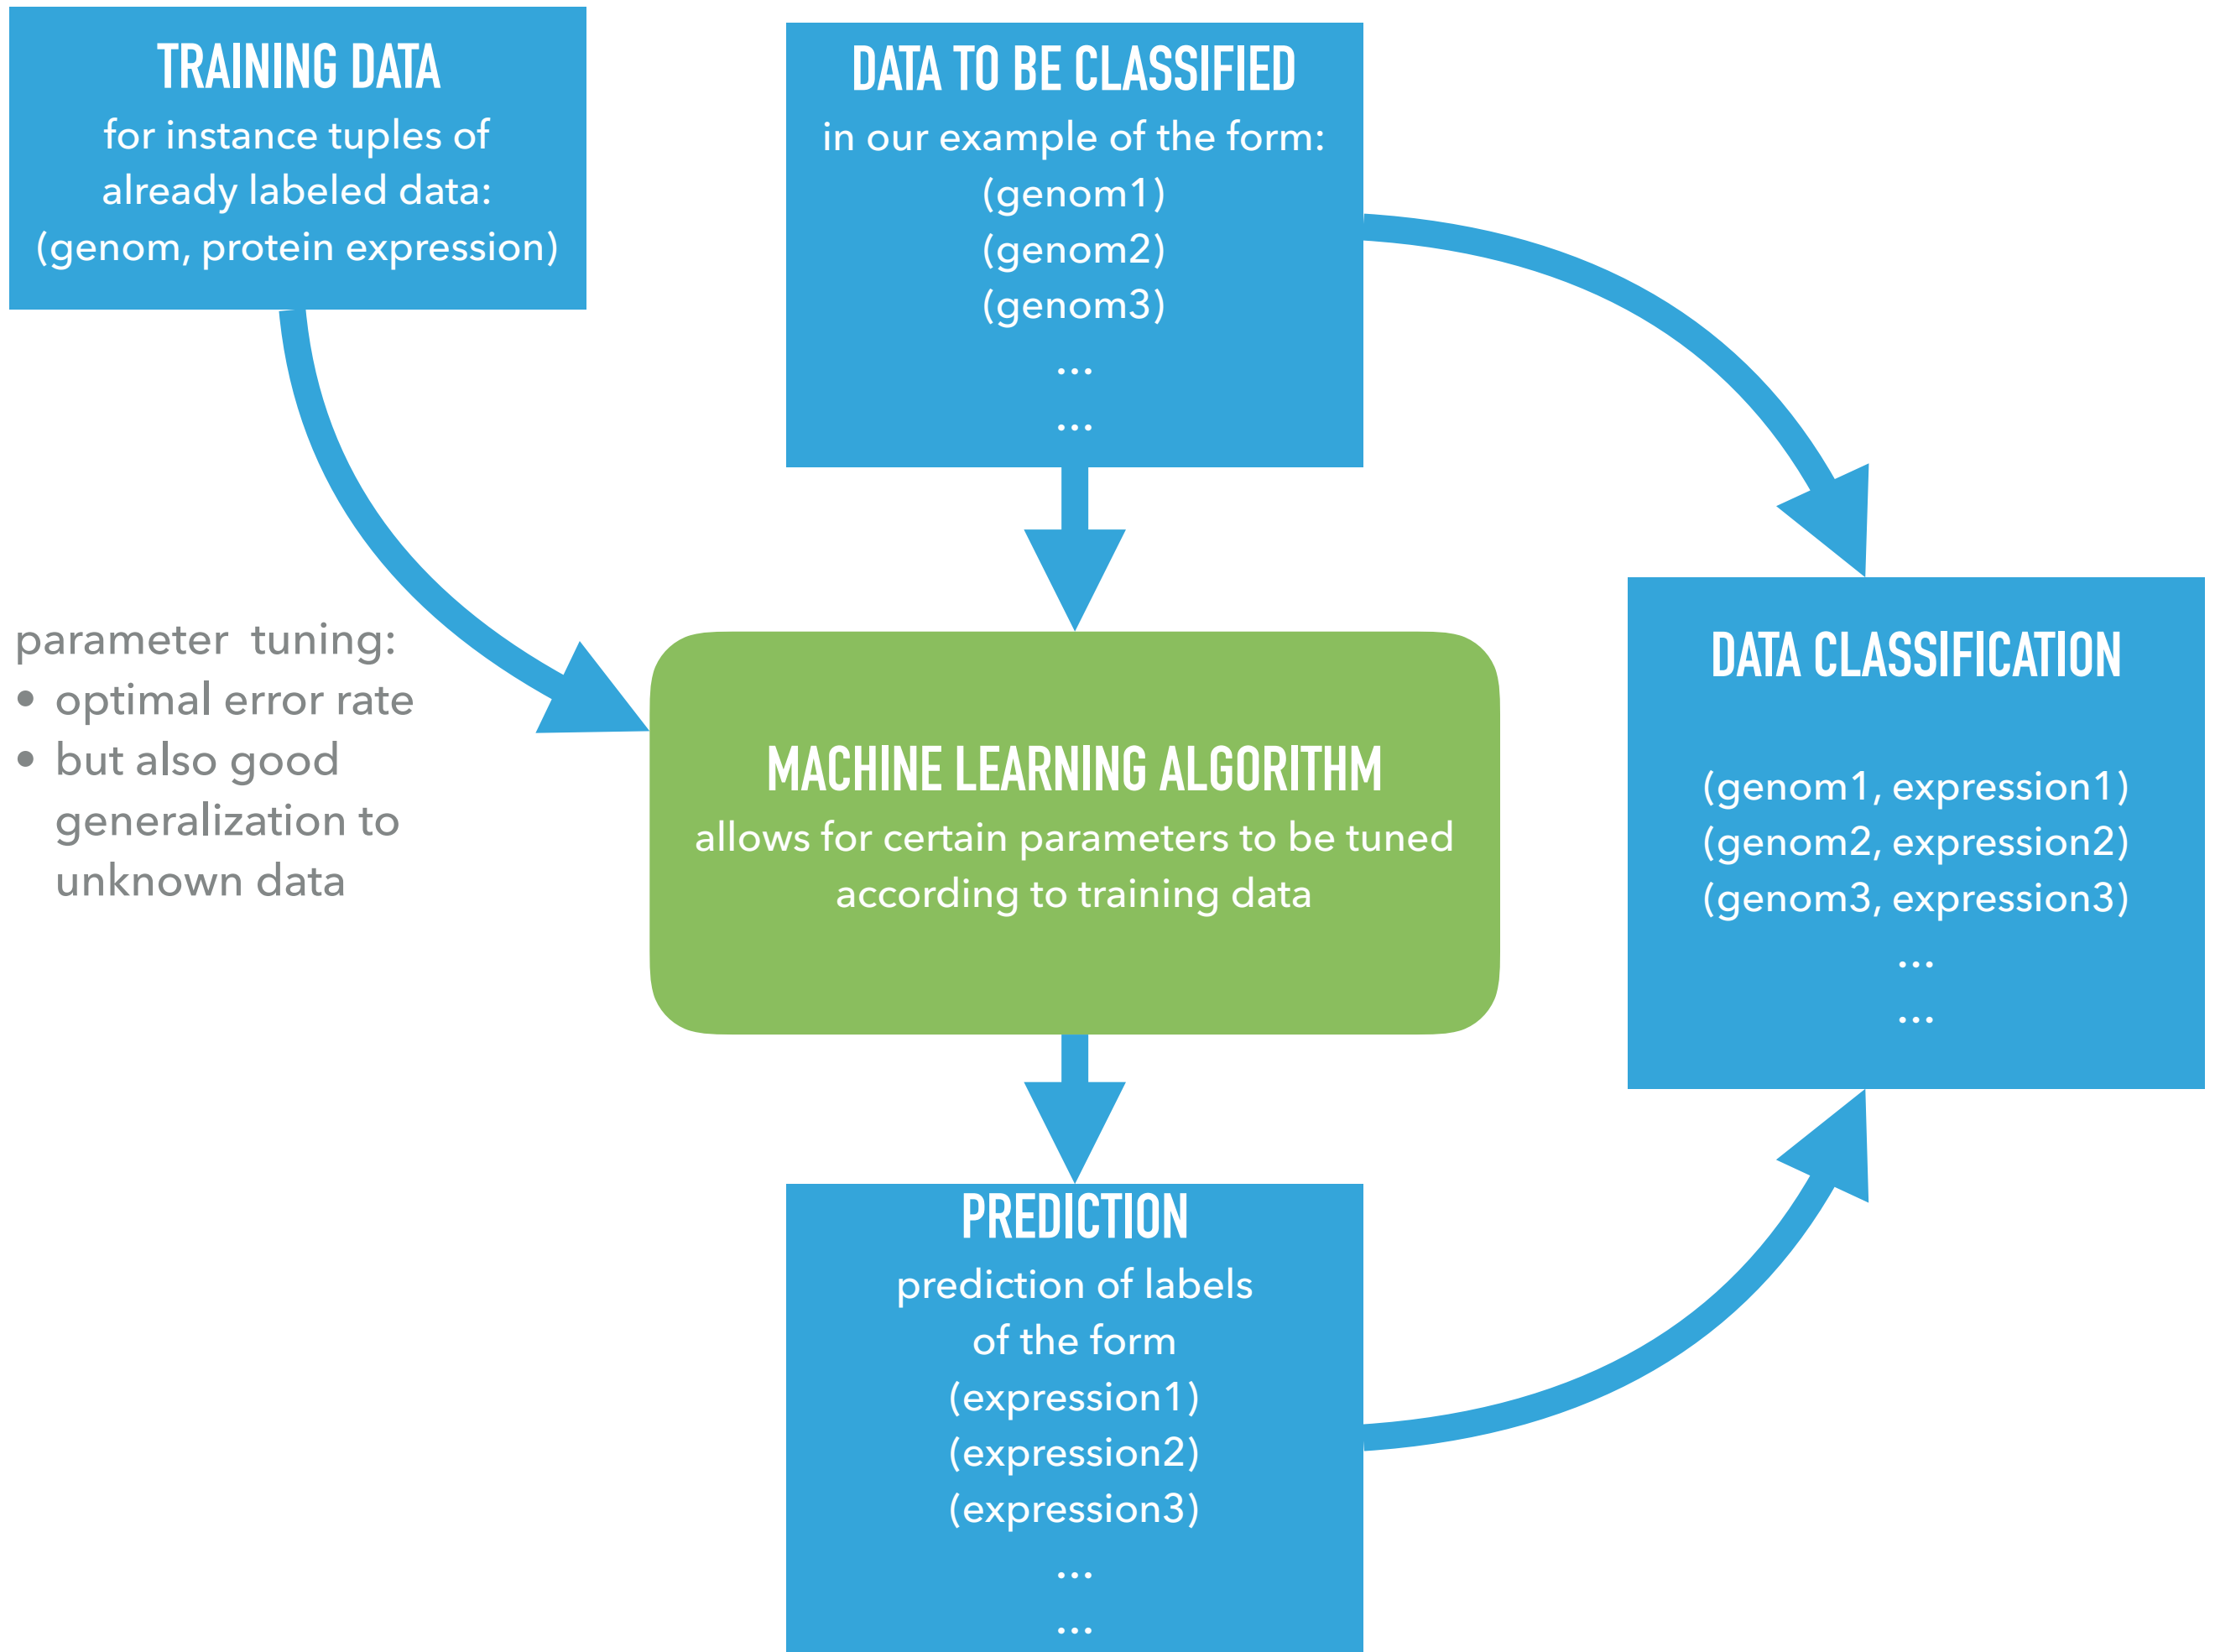 TRAINING DATA
for instance tuples of
already labeled data:
(genom, protein expression)
DATA TO BE CLASSIFIED
in our example of the form:
(genom1)
(genom2)
(genom3)
...
...
parameter tuning:
• optimal error rate
• but also good
generalization to
unknown data
MACHINE LEARNING ALGORITHM
allows for certain parameters to be tuned
according to training data
DATA CLASSIFICATION
(genom1, expression1)
(genom2, expression2)
(genom3, expression3)
...
...
PREDICTION
prediction of labels
of the form
(expression1)
(expression2)
(expression3)
...
...